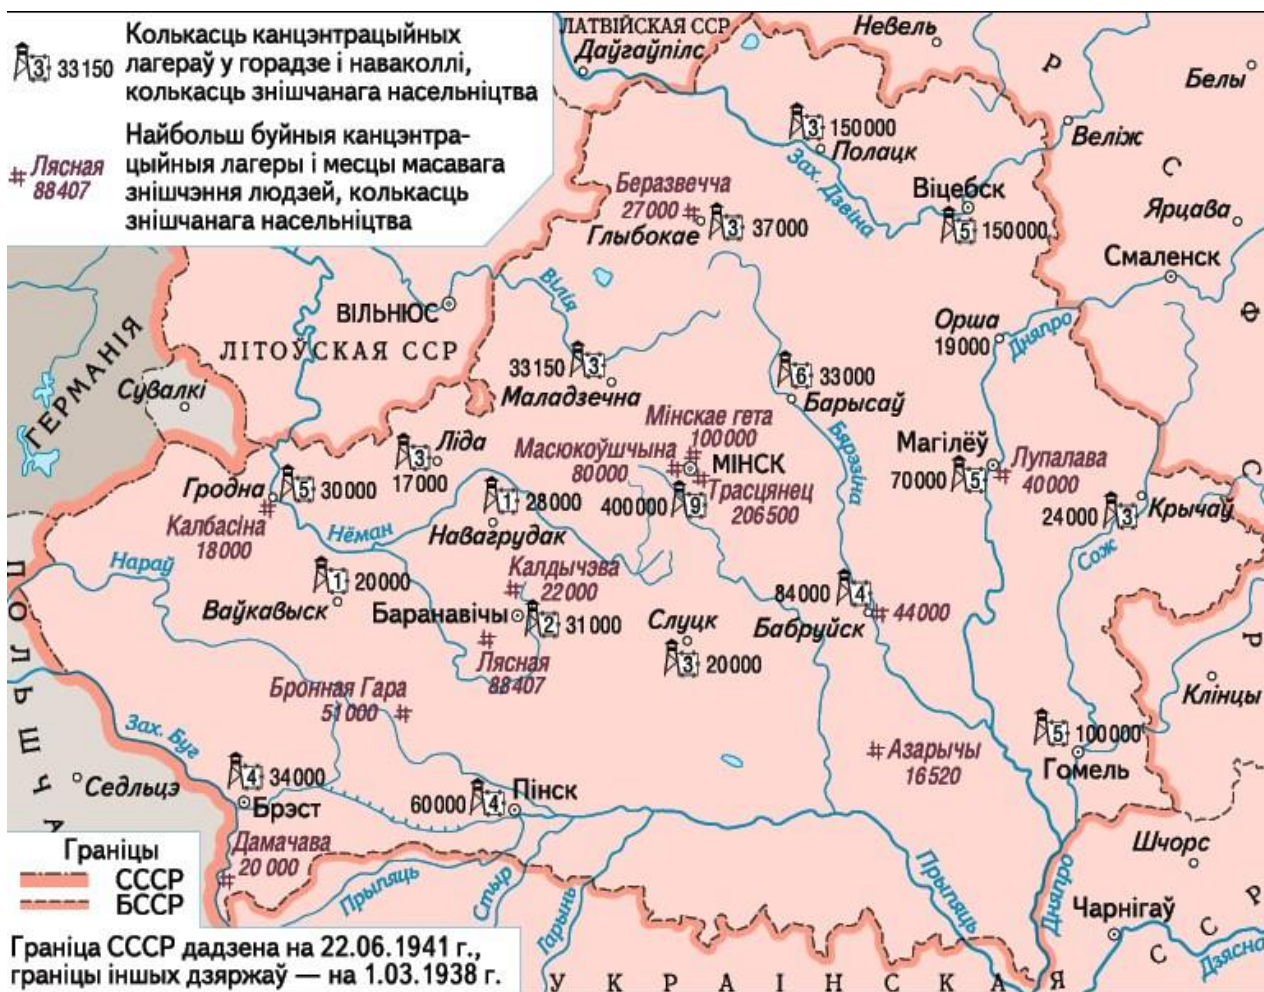 3 33150
Колькасць канцэнтрацыйных
лагераў у горадзе і наваколлі,
колькасць знішчанага насельніцтва
Лясная
88407
Найбольш буйныя канцэнтра-
цыйныя лагеры і месцы масавага
знішчэння людзей, колькасць
знішчанага насельніцтва
ЛАТВІЙСКАЯ ССР
Даўгаўпілс
Невель
Белы
Р
3 150000
Полацк
Веліж
С
Зах. Дзвіна
Беразвечча
27000
Глыбокае
3 37000
Віцебск
5 150000
Ярцава
Смаленск
Ф
Вілія
ВІЛЬНЮС
ЛІТОЎСКАЯ ССР
Орша
19000
Дняпро
ГЕРМАНІЯ
Сувалкі
33150 3
Маладзечна
6 33000
Барысаў
Бярэзіна
Мінскае гета
100000
Масюкоўшчына
80000
МІНСК
Трасцянец
206500
400000 9
Магілёў
70000 5
Лупалава
40000
С
Ліда
3
17000
Гродна
5 30000
Калбасіна
18000
1 28000
Навагрудак
Нёман
24000 3
Крычаў
Сож
Нараў
1 20000
Ваўкавыск
Калдычэва
22000
Баранавічы
2 31000
Лясная
88407
Слуцк
3 20000
84000 4
Бабруйск
44000
Р
ПОЛЬШЧА
Бронная Гара
51000
Клінцы
Зах. Буг
Азарычы
16520
5 100000
Гомель
Седльцэ
4 34000
Брэст
60000 4
Пінск
Дамачава
20 000
Шчорс
Граніцы
СССР
БССР
Прыпяць
Стыр
Гарынь
Прыпяць
Дняпро
Чарнігаў
С С Р
Дзясна
Граніца СССР дадзена на 22.06.1941 г.,
граніцы іншых дзяржаў — на 1.03.1938 г.
У К Р А І Н С К А Я